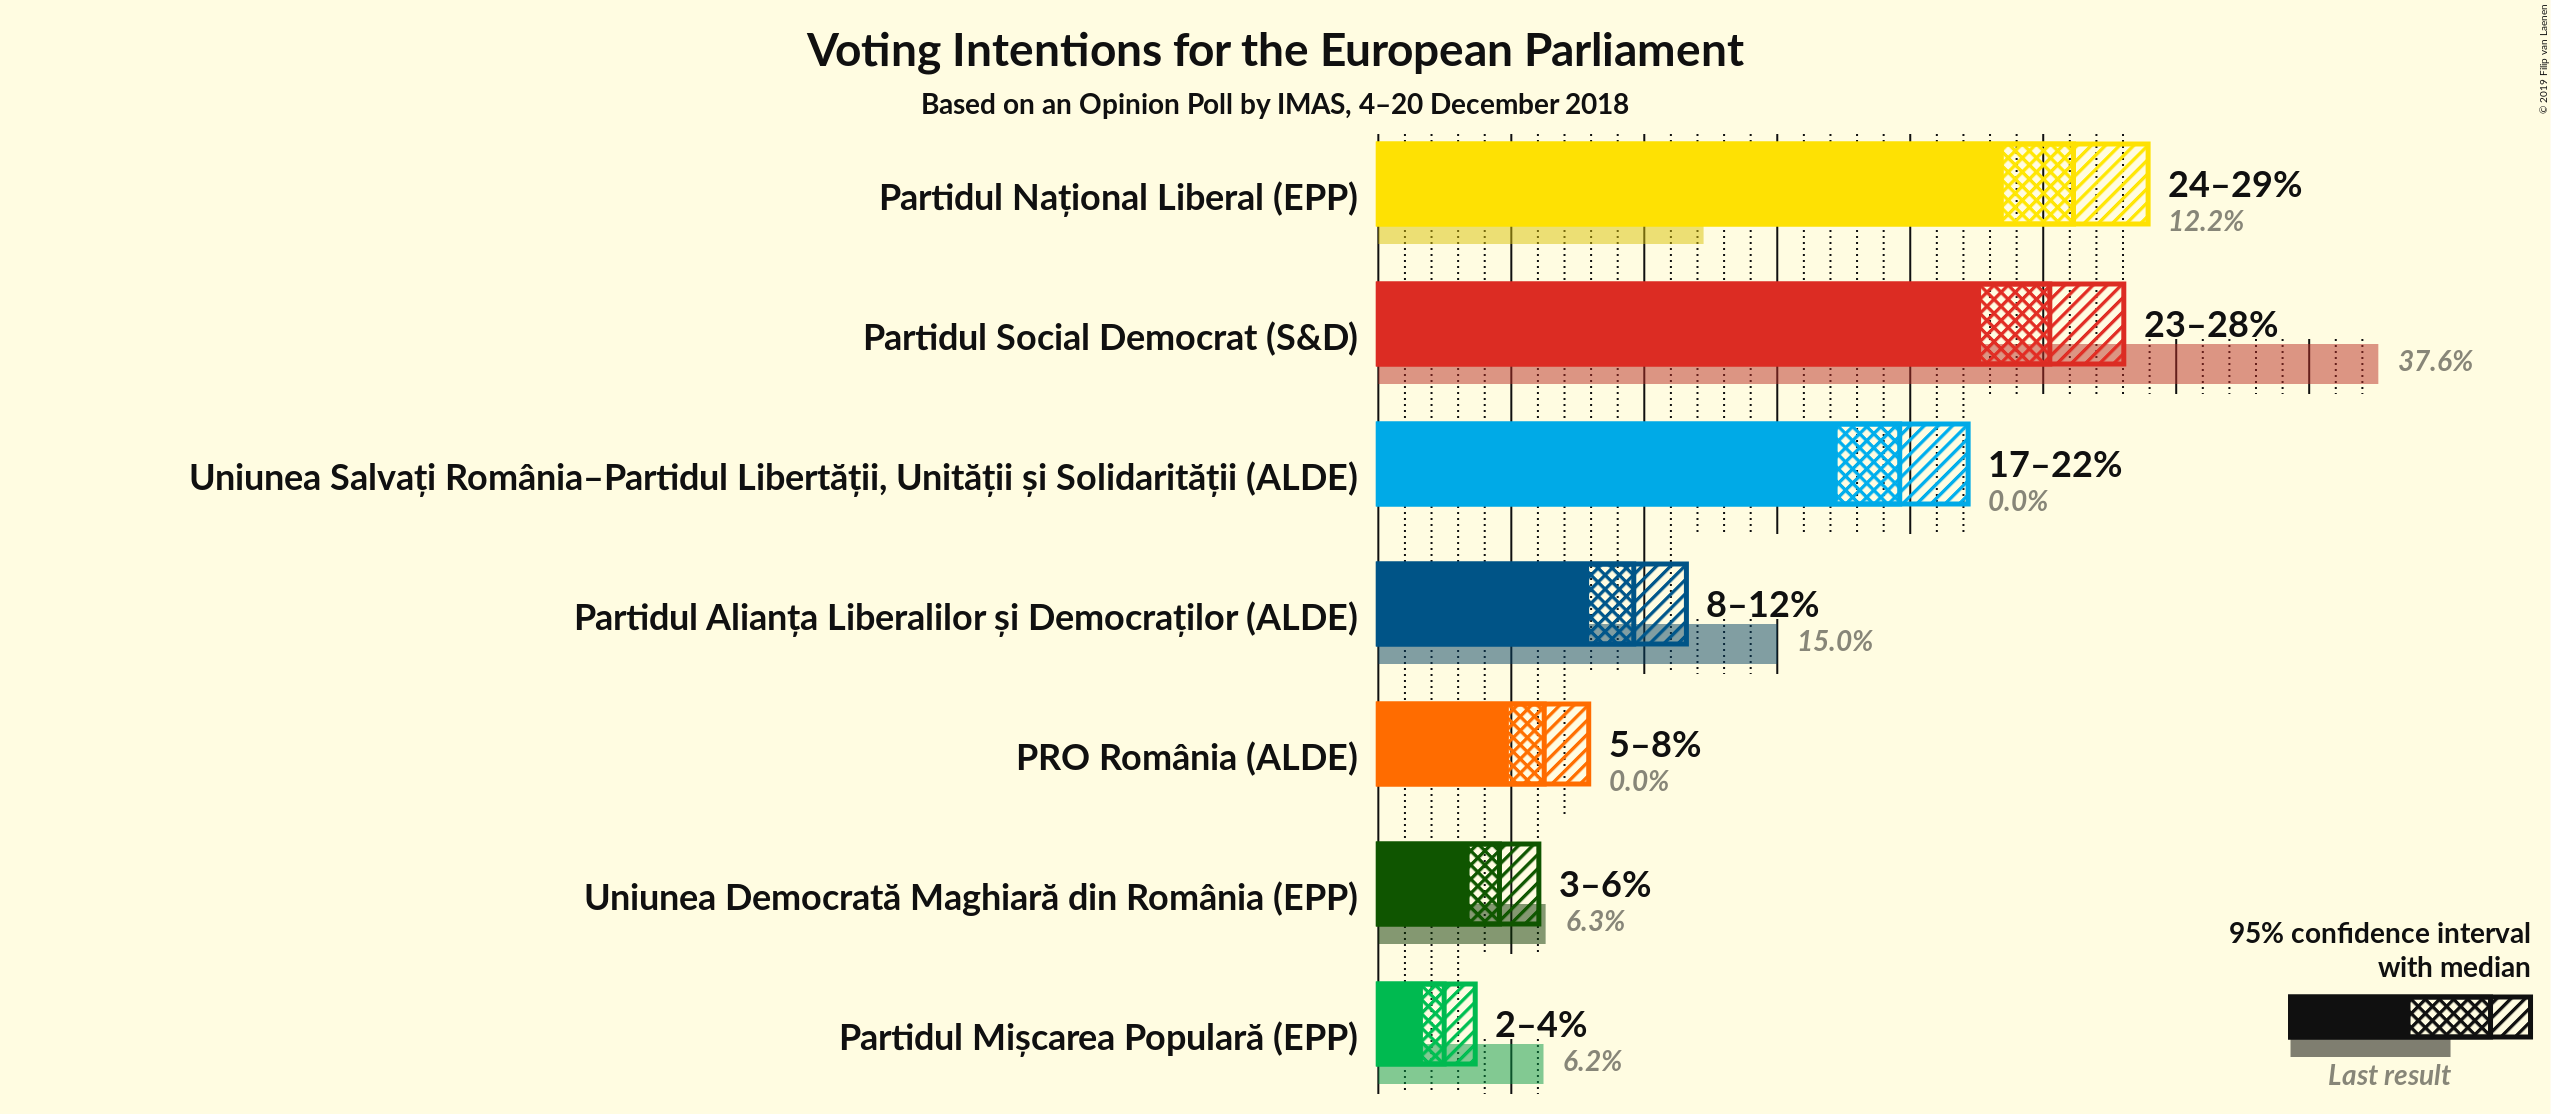 Voting Intentions for the European Parliament
Based on an Opinion Poll by IMAS, 4–20 December 2018
© 2019 Filip van Laenen
Partidul Național Liberal (EPP)
24–29%
12.2%
Partidul Social Democrat (S&D)
23–28%
37.6%
Uniunea Salvați România–Partidul Libertății, Unității și Solidarității (ALDE)
17–22%
0.0%
Partidul Alianța Liberalilor și Democraților (ALDE)
8–12%
15.0%
PRO România (ALDE)
5–8%
0.0%
Uniunea Democrată Maghiară din România (EPP)
3–6%
6.3%
Partidul Mișcarea Populară (EPP)
2–4%
6.2%
95% confidence interval
with median
Last result